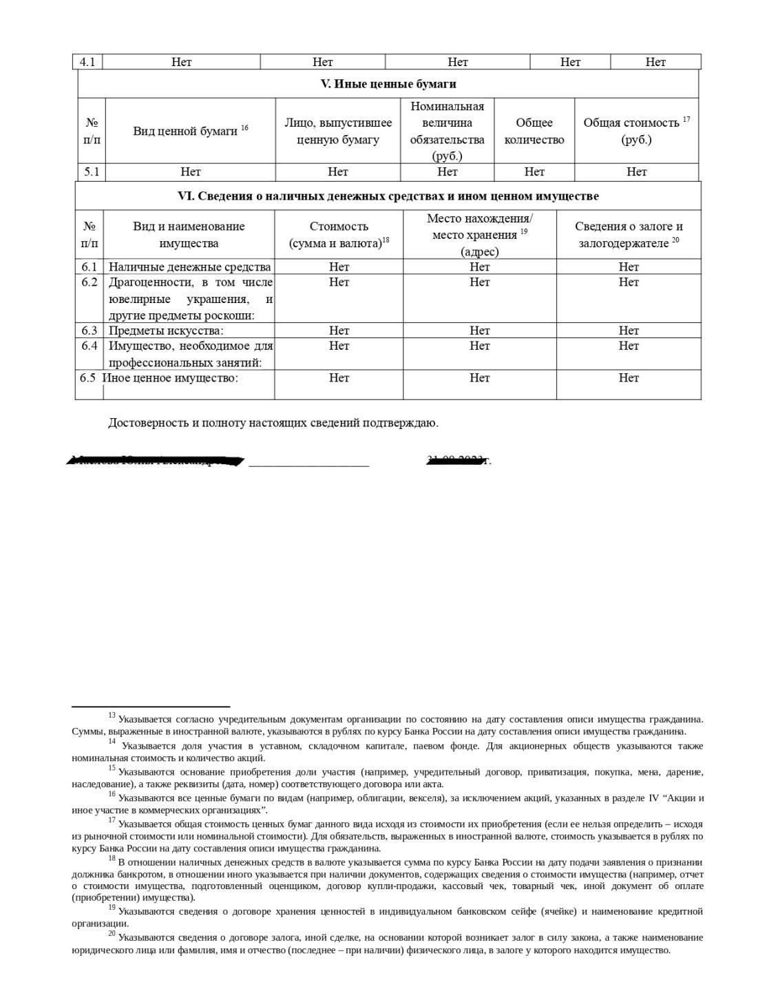 4.1 Нет Нет Нет Нет Нет
V. Иные ценные бумаги
№ п/п Вид ценной бумаги 16 Лицо, выпустившее ценную бумагу Номинальная величина обязательства (руб.) Общее количество Общая стоимость 17 (руб.)
5.1 Нет Нет Нет Нет Нет
VI. Сведения о наличных денежных средствах и ином ценном имуществе
№ п/п Вид и наименование имущества Стоимость (сумма и валюта)18 Место нахождения/ место хранения 19 (адрес) Сведения о залоге и залогодержателе 20
6.1 Наличные денежные средства Нет Нет Нет
6.2 Драгоценности, в том числе Нет Нет Нет
ювелирные украшения, и
другие предметы роскоши:
6.3 Предметы искусства: Нет Нет Нет
6.4 Имущество, необходимое для Нет Нет Нет
профессиональных занятий:
6.5 Иное ценное имущество: Нет Нет Нет
Достоверность и полноту настоящих сведений подтверждаю.
г.
13 Указывается согласно учредительным документам организации по состоянию на дату составления описи имущества гражданина.
Суммы, выраженные в иностранной валюте, указываются в рублях по курсу Банка России на дату составления описи имущества гражданина.
14 Указывается доля участия в уставном, складочном капитале, паевом фонде. Для акционерных обществ указываются также
номинальная стоимость и количество акций.
15 Указываются основание приобретения доли участия (например, учредительный договор, приватизация, покупка, мена, дарение,
наследование), а также реквизиты (дата, номер) соответствующего договора или акта.
16 Указываются все ценные бумаги по видам (например, облигации, векселя), за исключением акций, указанных в разделе IV “Акции и
иное участие в коммерческих организациях”.
17 Указывается общая стоимость ценных бумаг данного вида исходя из стоимости их приобретения (если ее нельзя определить – исходя
из рыночной стоимости или номинальной стоимости). Для обязательств, выраженных в иностранной валюте, стоимость указывается в рублях по
курсу Банка России на дату составления описи имущества гражданина.
18 В отношении наличных денежных средств в валюте указывается сумма по курсу Банка России на дату подачи заявления о признании
должника банкротом, в отношении иного указывается при наличии документов, содержащих сведения о стоимости имущества (например, отчет
о стоимости имущества, подготовленный оценщиком, договор купли-продажи, кассовый чек, товарный чек, иной документ об оплате
(приобретении) имущества).
19 Указываются сведения о договоре хранения ценностей в индивидуальном банковском сейфе (ячейке) и наименование кредитной
организации.
20 Указываются сведения о договоре залога, иной сделке, на основании которой возникает залог в силу закона, а также наименование
юридического лица или фамилия, имя и отчество (последнее – при наличии) физического лица, в залоге у которого находится имущество.